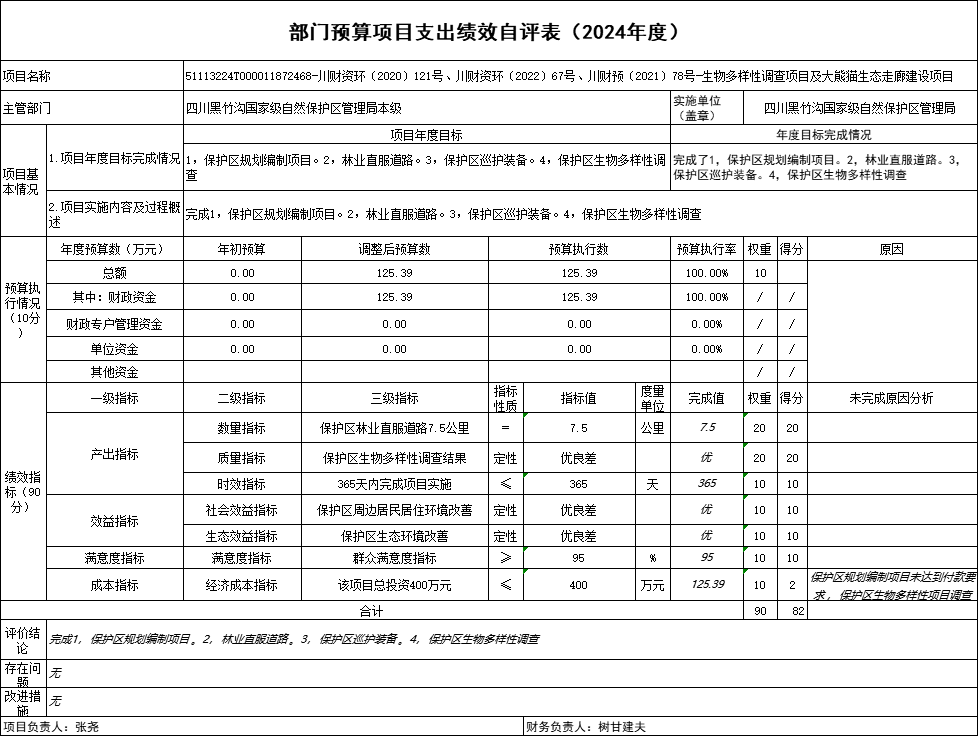 部门预算项目支出绩效自评表（2024年度）
项目名称 51113224T000011872468-川财资环（2020）121号、川财资环（2022）67号、川财预（2021）78号-生物多样性调查项目及大熊猫生态走廊建设项目
主管部门 四川黑竹沟国家级自然保护区管理局本级 实施单位（盖章） 四川黑竹沟国家级自然保护区管理局
项目基本情况
项目年度目标 年度目标完成情况
1.项目年度目标完成情况 1，保护区规划编制项目。2，林业直服道路。3，保护区巡护装备。4，保护区生物多样性调查 完成了1，保护区规划编制项目。2，林业直服道路。3，保护区巡护装备。4，保护区生物多样性调查
2.项目实施内容及过程概述 完成1，保护区规划编制项目。2，林业直服道路。3，保护区巡护装备。4，保护区生物多样性调查
预算执行情况（10分）
年度预算数（万元） 年初预算 调整后预算数 预算执行数 预算执行率 权重 得分 原因
总额 0.00 125.39 125.39 100.00% 10
其中：财政资金 0.00 125.39 125.39 100.00% / /
财政专户管理资金 0.00 0.00 0.00 0.00% / /
单位资金 0.00 0.00 0.00 0.00% / /
其他资金 / /
绩效指标（90分）
一级指标 二级指标 三级指标 指标性质 指标值 度量单位 完成值 权重 得分 未完成原因分析
产出指标 数量指标 保护区林业直服道路7.5公里 = 7.5 公里 7.5 20 20
质量指标 保护区生物多样性调查结果 定性 优良差 优 20 20
时效指标 365天内完成项目实施 ≤ 365 天 365 10 10
效益指标 社会效益指标 保护区周边居民居住环境改善 定性 优良差 优 10 10
生态效益指标 保护区生态环境改善 定性 优良差 优 10 10
满意度指标 满意度指标 群众满意度指标 ≥ 95 % 95 10 10
成本指标 经济成本指标 该项目总投资400万元 ≤ 400 万元 125.39 10 2 保护区规划编制项目未达到付款要求，保护区生物多样性项目调查
合计 90 82
评价结论 完成1，保护区规划编制项目。2，林业直服道路。3，保护区巡护装备。4，保护区生物多样性调查
存在问题 无
改进措施 无
项目负责人：张尧 财务负责人：树甘建夫